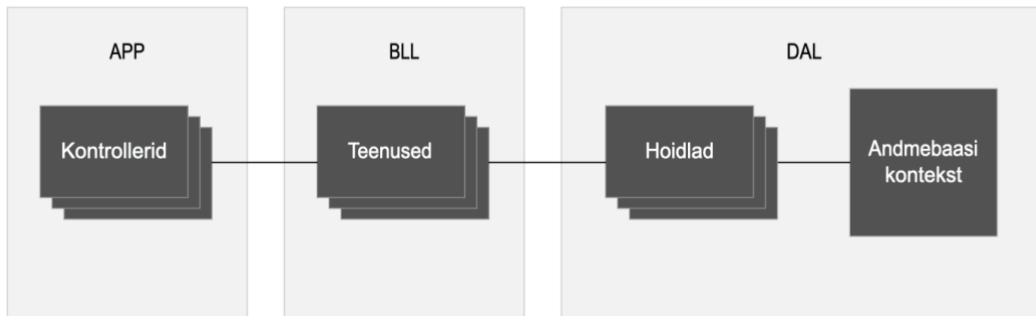 APP
BLL
DAL
Kontrollerid
Teenused
Hoidlad
Andmebaasi
kontekst